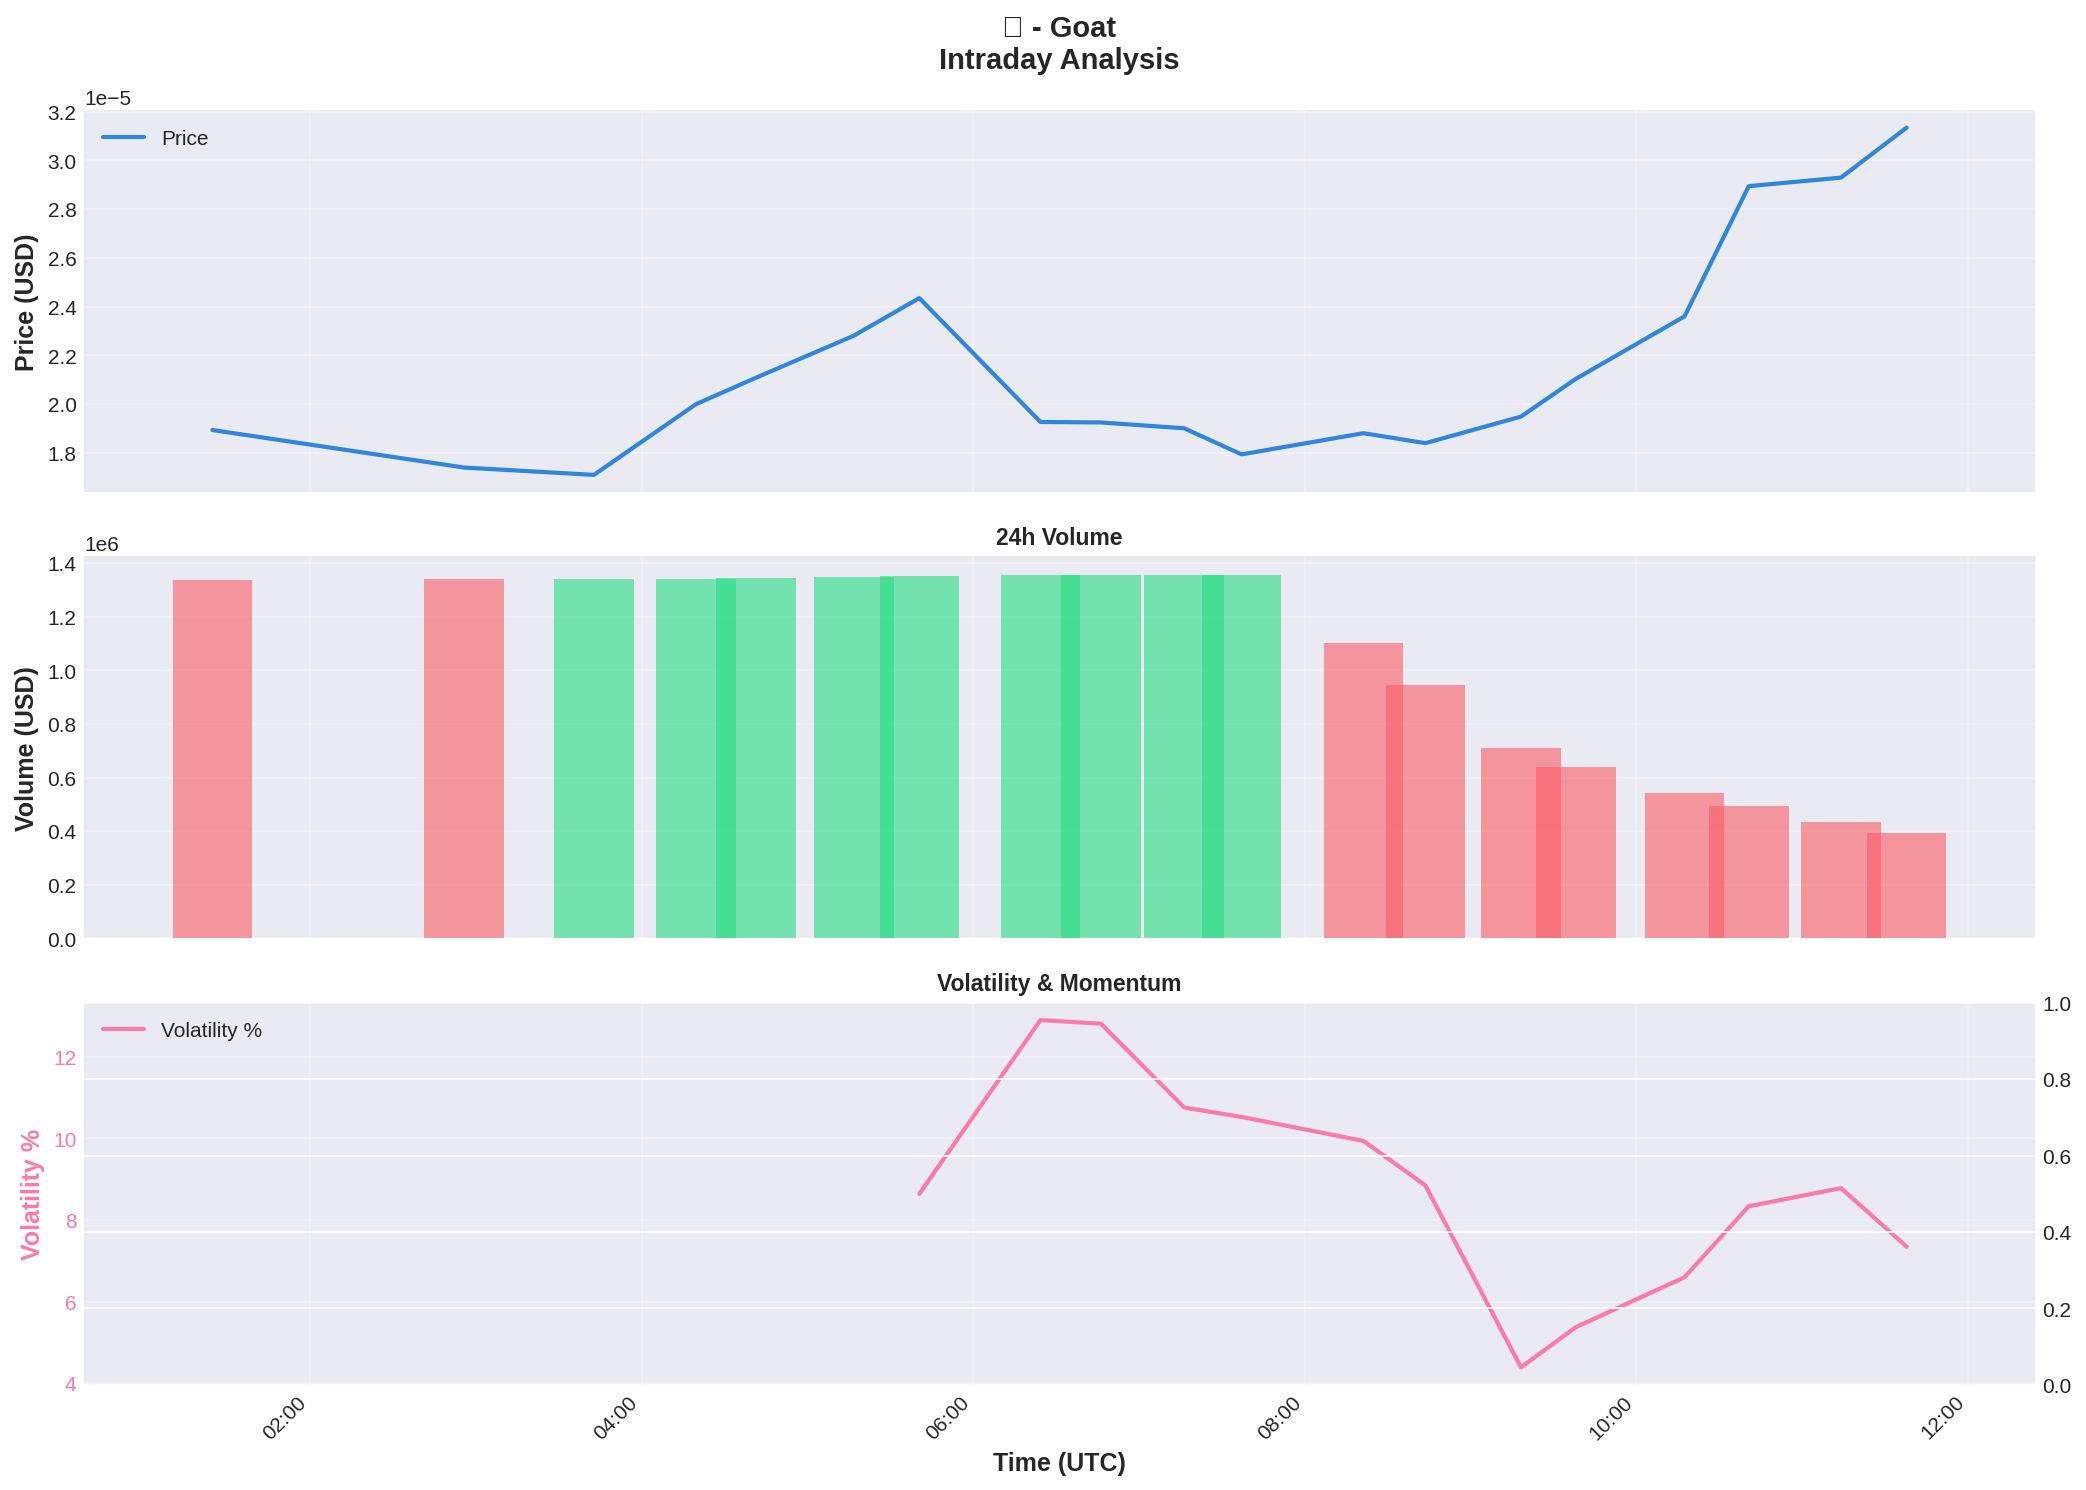 - Goat
Intraday Analysis
1e−5
3.2
3.0
2.8
2.6
2.4
2.2
2.0
1.8
Price (USD)
Price
24h Volume
1e6
1.4
1.2
1.0
0.8
0.6
0.4
0.2
0.0
Volume (USD)
Volatility & Momentum
Volatility %
12
10
8
6
4
Volatility %
1.0
0.8
0.6
0.4
0.2
0.0
02:00
04:00
06:00
08:00
10:00
12:00
Time (UTC)